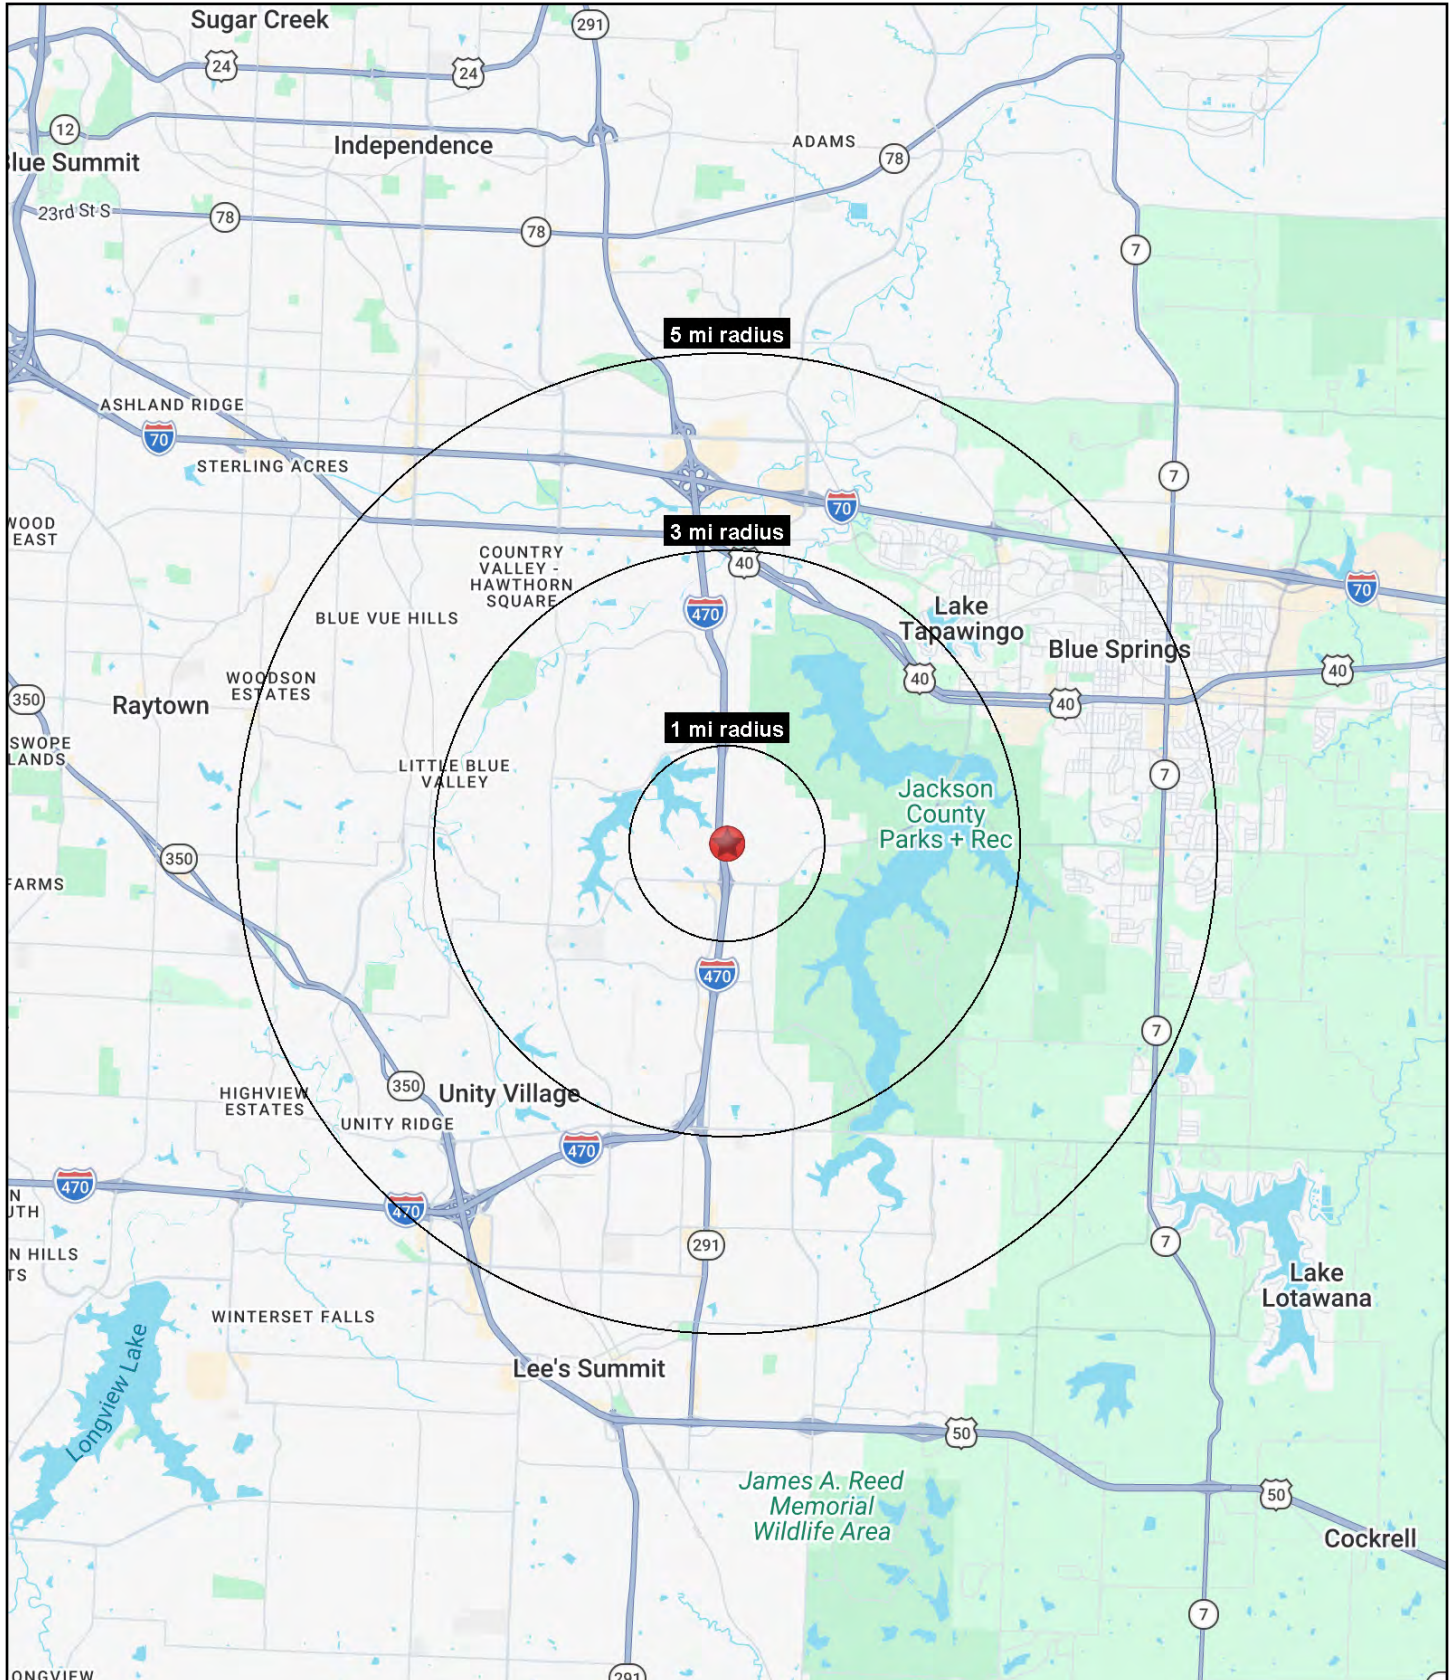 Sugar Creek
291
24
24
12
Independence
ADAMS
78
Blue Summit
23rd St S
78
78
7
5 mi radius
ASHLAND RIDGE
70
STERLING ACRES
7
70
WOOD
EAST
3 mi radius
COUNTRY
VALLEY -
HAWTHORN
SQUARE
40
70
470
BLUE VUE HILLS
Lake
Tapawingo
Blue Springs
WOODSON
ESTATES
40
40
40
350
Raytown
1 mi radius
SWOPE
LANDS
LITTLE BLUE
VALLEY
7
Jackson
County
Parks + Rec
350
FARMS
470
7
350
Unity Village
HIGHVIEW
ESTATES
UNITY RIDGE
470
470
470
N
UTH
291
7
N HILLS
TS
Lake
Lotawana
WINTERSET FALLS
Longview Lake
Lee's Summit
50
James A. Reed
Memorial
Wildlife Area
50
Cockrell
7
ONGVIEW
291